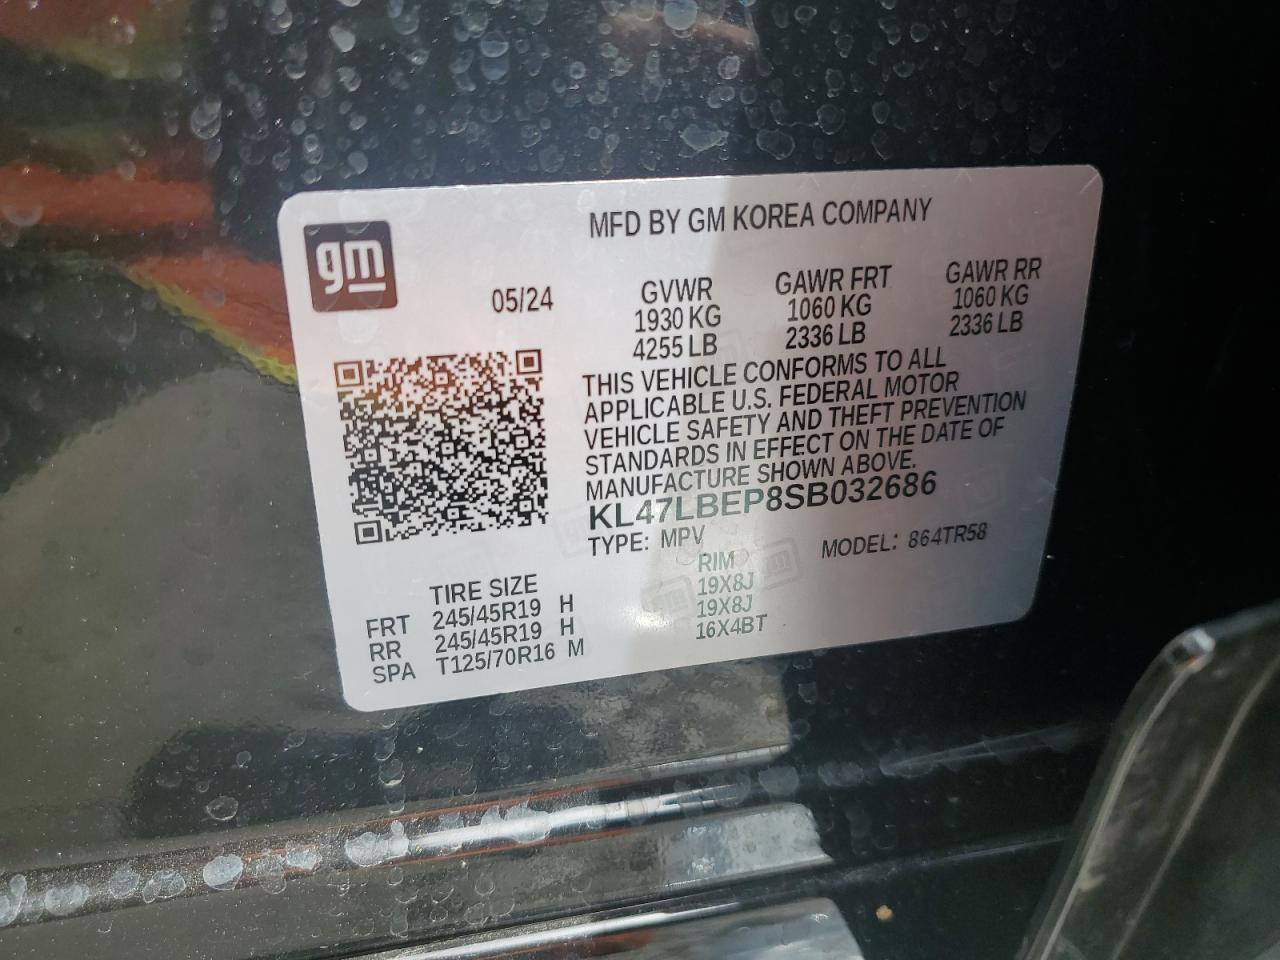 gm
MFD BY GM KOREA COMPANY
05/24
GVWR GAWR FRT GAWR RR
1930 KG 1060 KG 1060 KG
4255 LB 2336 LB 2336 LB
THIS VEHICLE CONFORMS TO ALL
APPLICABLE U.S. FEDERAL MOTOR
VEHICLE SAFETY AND THEFT PREVENTION
STANDARDS IN EFFECT ON THE DATE OF
MANUFACTURE SHOWN ABOVE.
KL47LBEP8SB032686
TYPE: MPV MODEL: 864TR58
TIRE SIZE RIM
FRT 245/45R19 H 19X8J
RR 245/45R19 H 19X8J
SPA T125/70R16 M 16X4BT